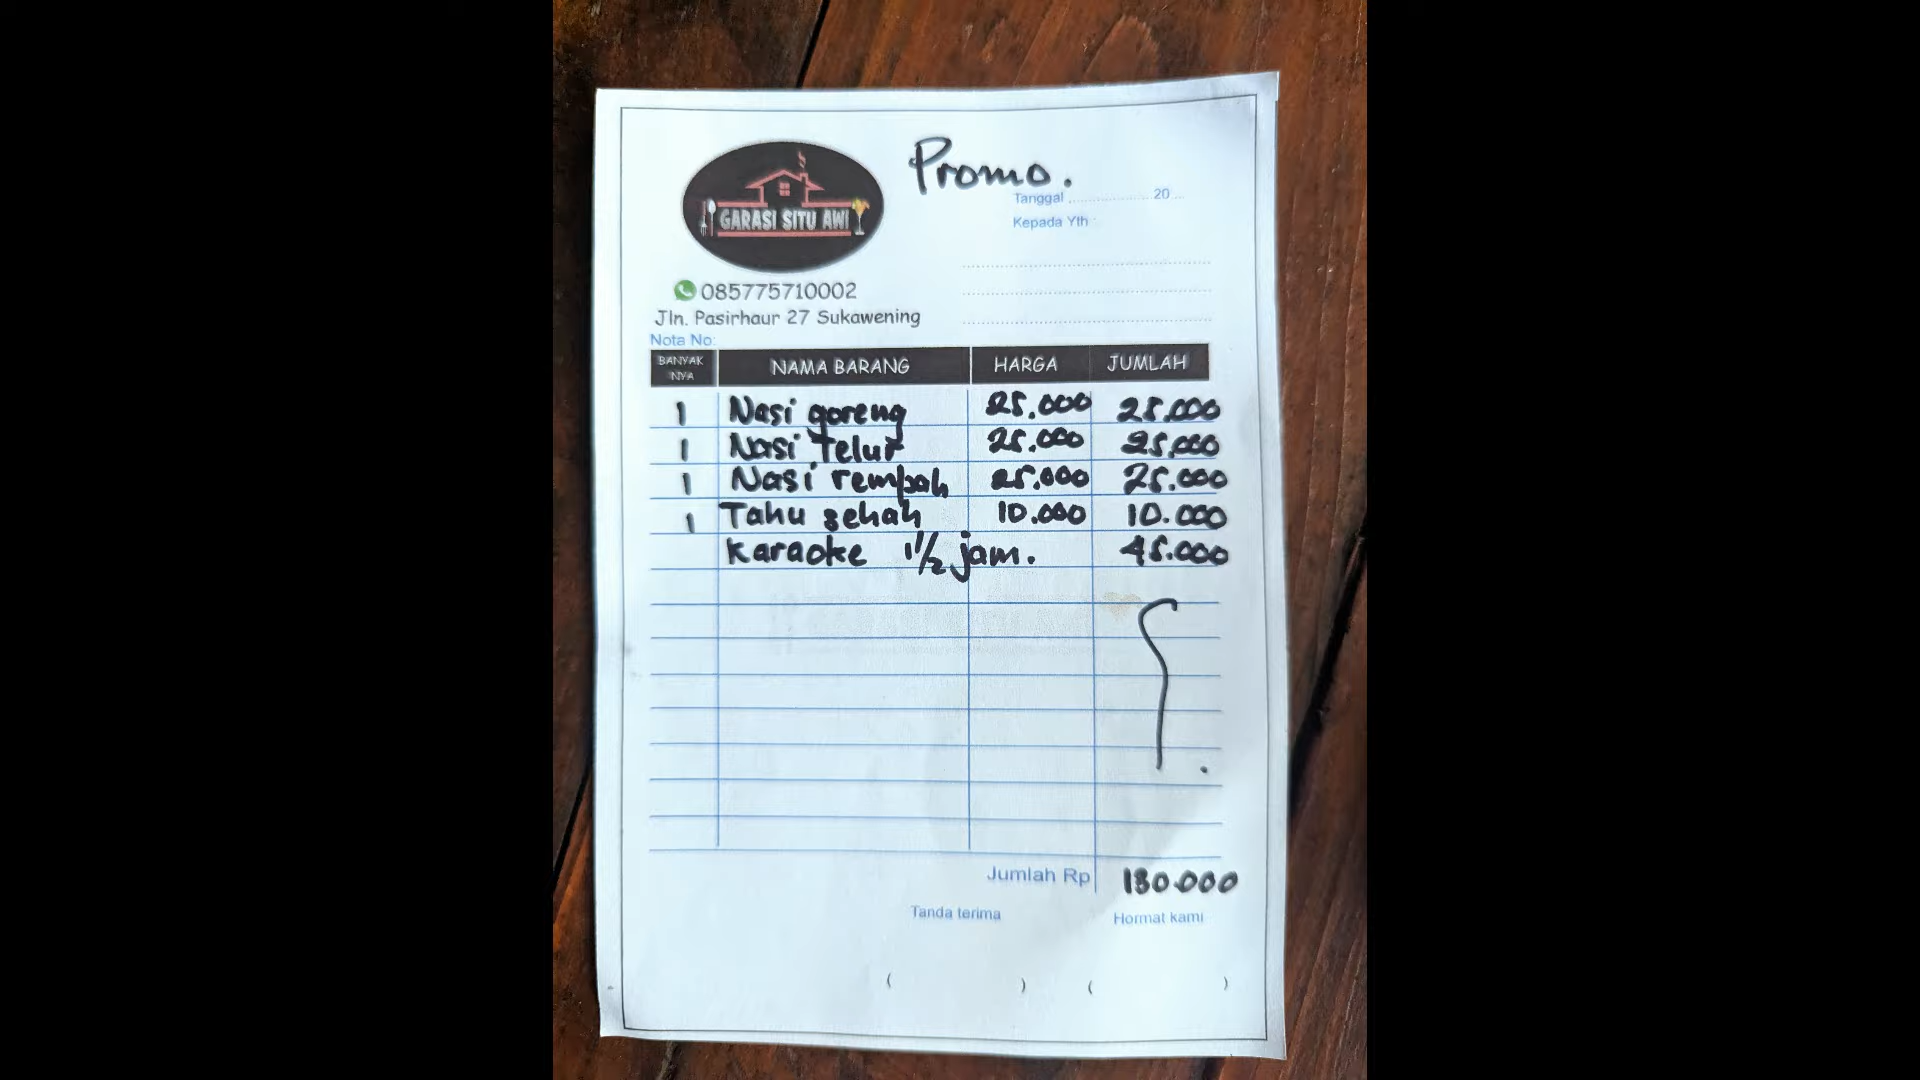 Promo.
GARASI SITU AWI
Tanggal ................... 20 ...
Kepada Yth :
085775710002
Jln. Pasirhaur 27 Sukawening
Nota No:
BANYAK NYA NAMA BARANG HARGA JUMLAH
1 Nasi goreng 25.000 25.000
1 Nasi Telur 25.000 25.000
1 Nasi rempah 25.000 25.000
1 Tahu 10.000 10.000
Karaoke 1 1/2 jam. 45.000
Jumlah Rp 130.000
Tanda terima Hormat kami
( ) ( )